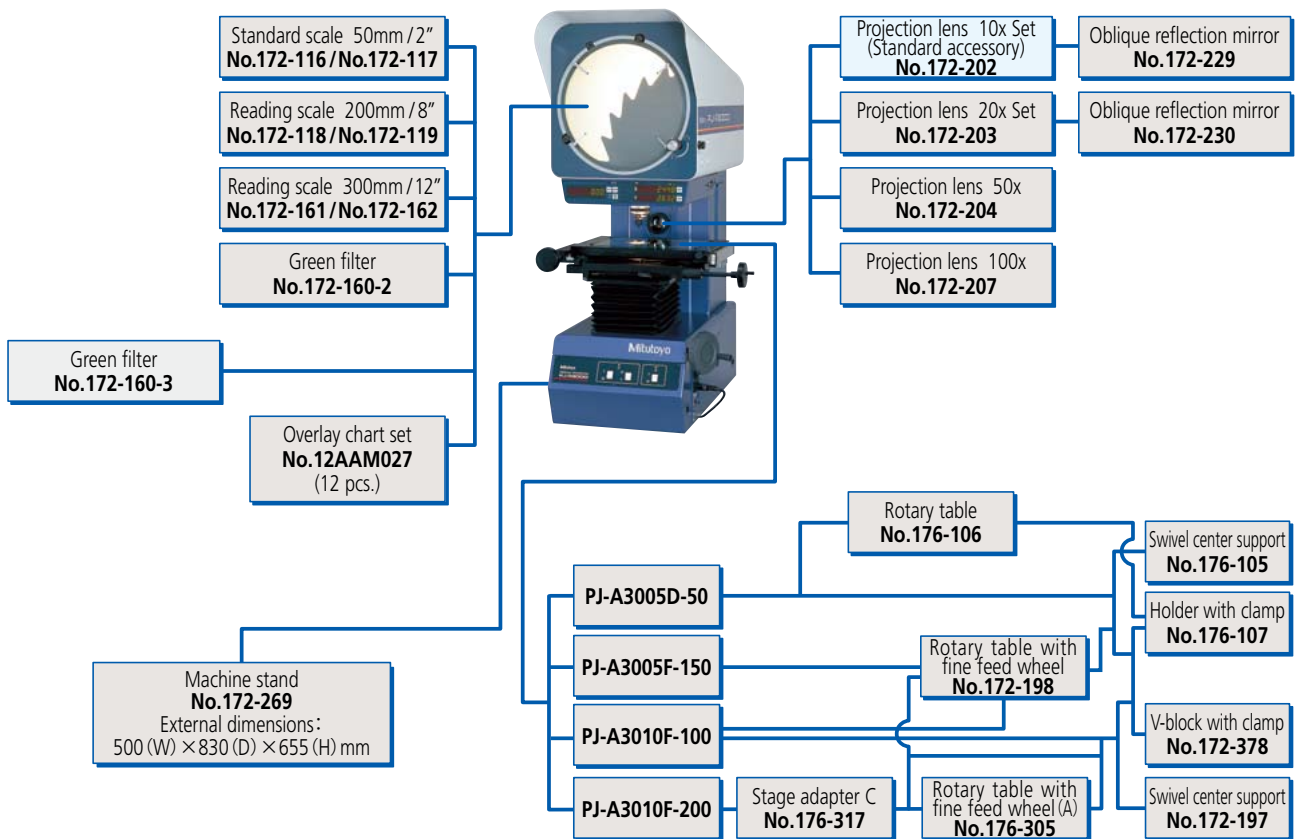 Standard scale 50mm/2″
No.172-116/No.172-117
Reading scale 200mm/8″
No.172-118/No.172-119
Reading scale 300mm/12″
No.172-161/No.172-162
Green filter
No.172-160-2
Green filter
No.172-160-3
Overlay chart set
No.12AAM027
(12 pcs.)
Machine stand
No.172-269
External dimensions:
500(W)×830(D)×655(H)mm
Mitutoyo
Projection lens 10x Set
(Standard accessory)
No.172-202
Oblique reflection mirror
No.172-229
Projection lens 20x Set
No.172-203
Oblique reflection mirror
No.172-230
Projection lens 50x
No.172-204
Projection lens 100x
No.172-207
PJ-A3005D-50
PJ-A3005F-150
PJ-A3010F-100
PJ-A3010F-200
Rotary table
No.176-106
Rotary table with
fine feed wheel
No.172-198
Stage adapter C
No.176-317
Rotary table with
fine feed wheel(A)
No.176-305
Swivel center support
No.176-105
Holder with clamp
No.176-107
V-block with clamp
No.172-378
Swivel center support
No.172-197